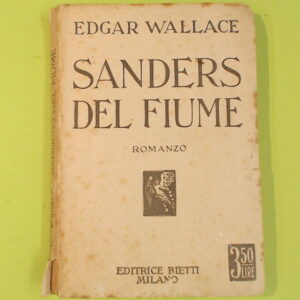 EDGAR WALLACE
SANDERS
DEL FIUME
ROMANZO
3,50
LIRE
EDITRICE BIETTI
MILANO